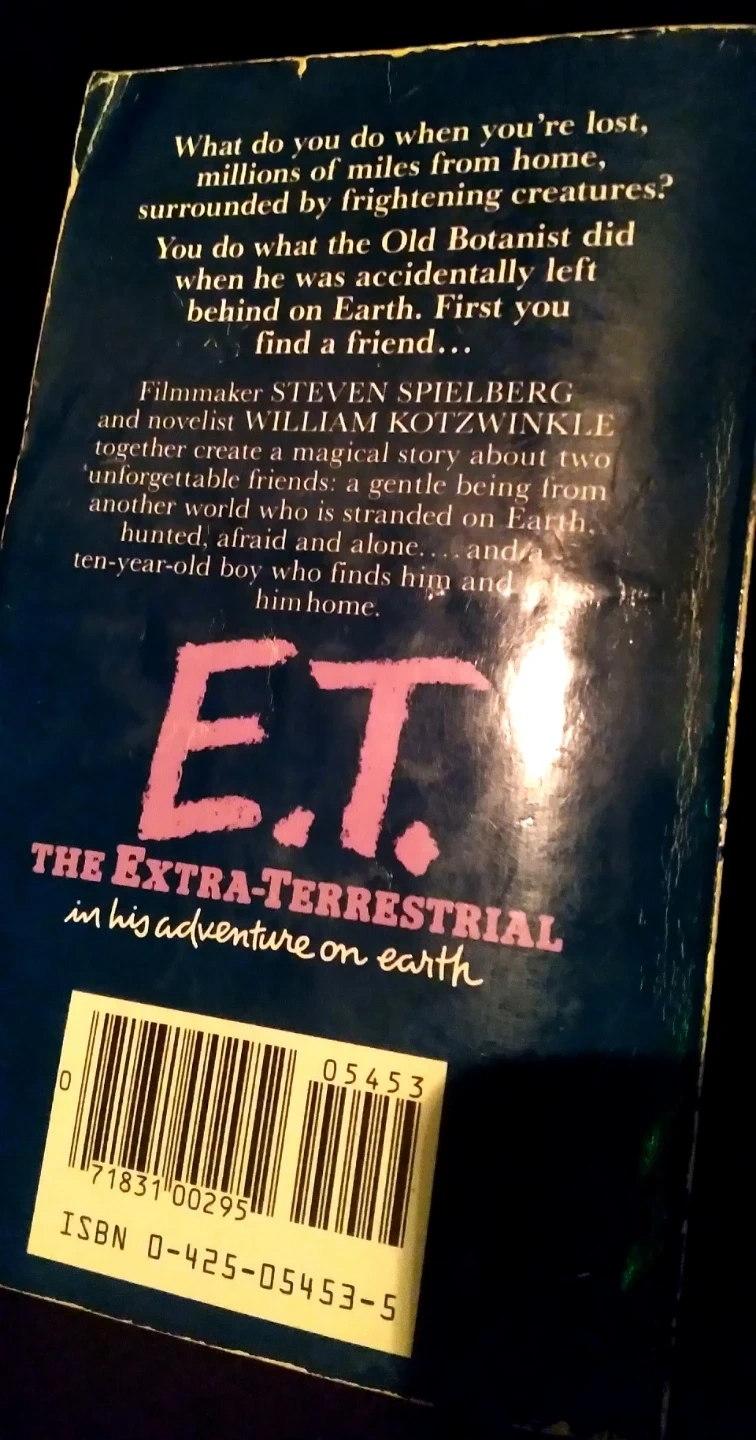 What do you do when you're lost,
millions of miles from home,
surrounded by frightening creatures?
You do what the Old Botanist did
when he was accidentally left
behind on Earth. First you
find a friend...
Filmmaker STEVEN SPIELBERG
and novelist WILLIAM KOTZWINKLE
together create a magical story about two
unforgettable friends: a gentle being from
another world who is stranded on Earth,
hunted, afraid and alone....and a
ten-year-old boy who finds him and
him home.
E.T.
THE EXTRA-TERRESTRIAL
in his adventure on earth
05453
0
71831 00295
ISBN 0-425-05453-5